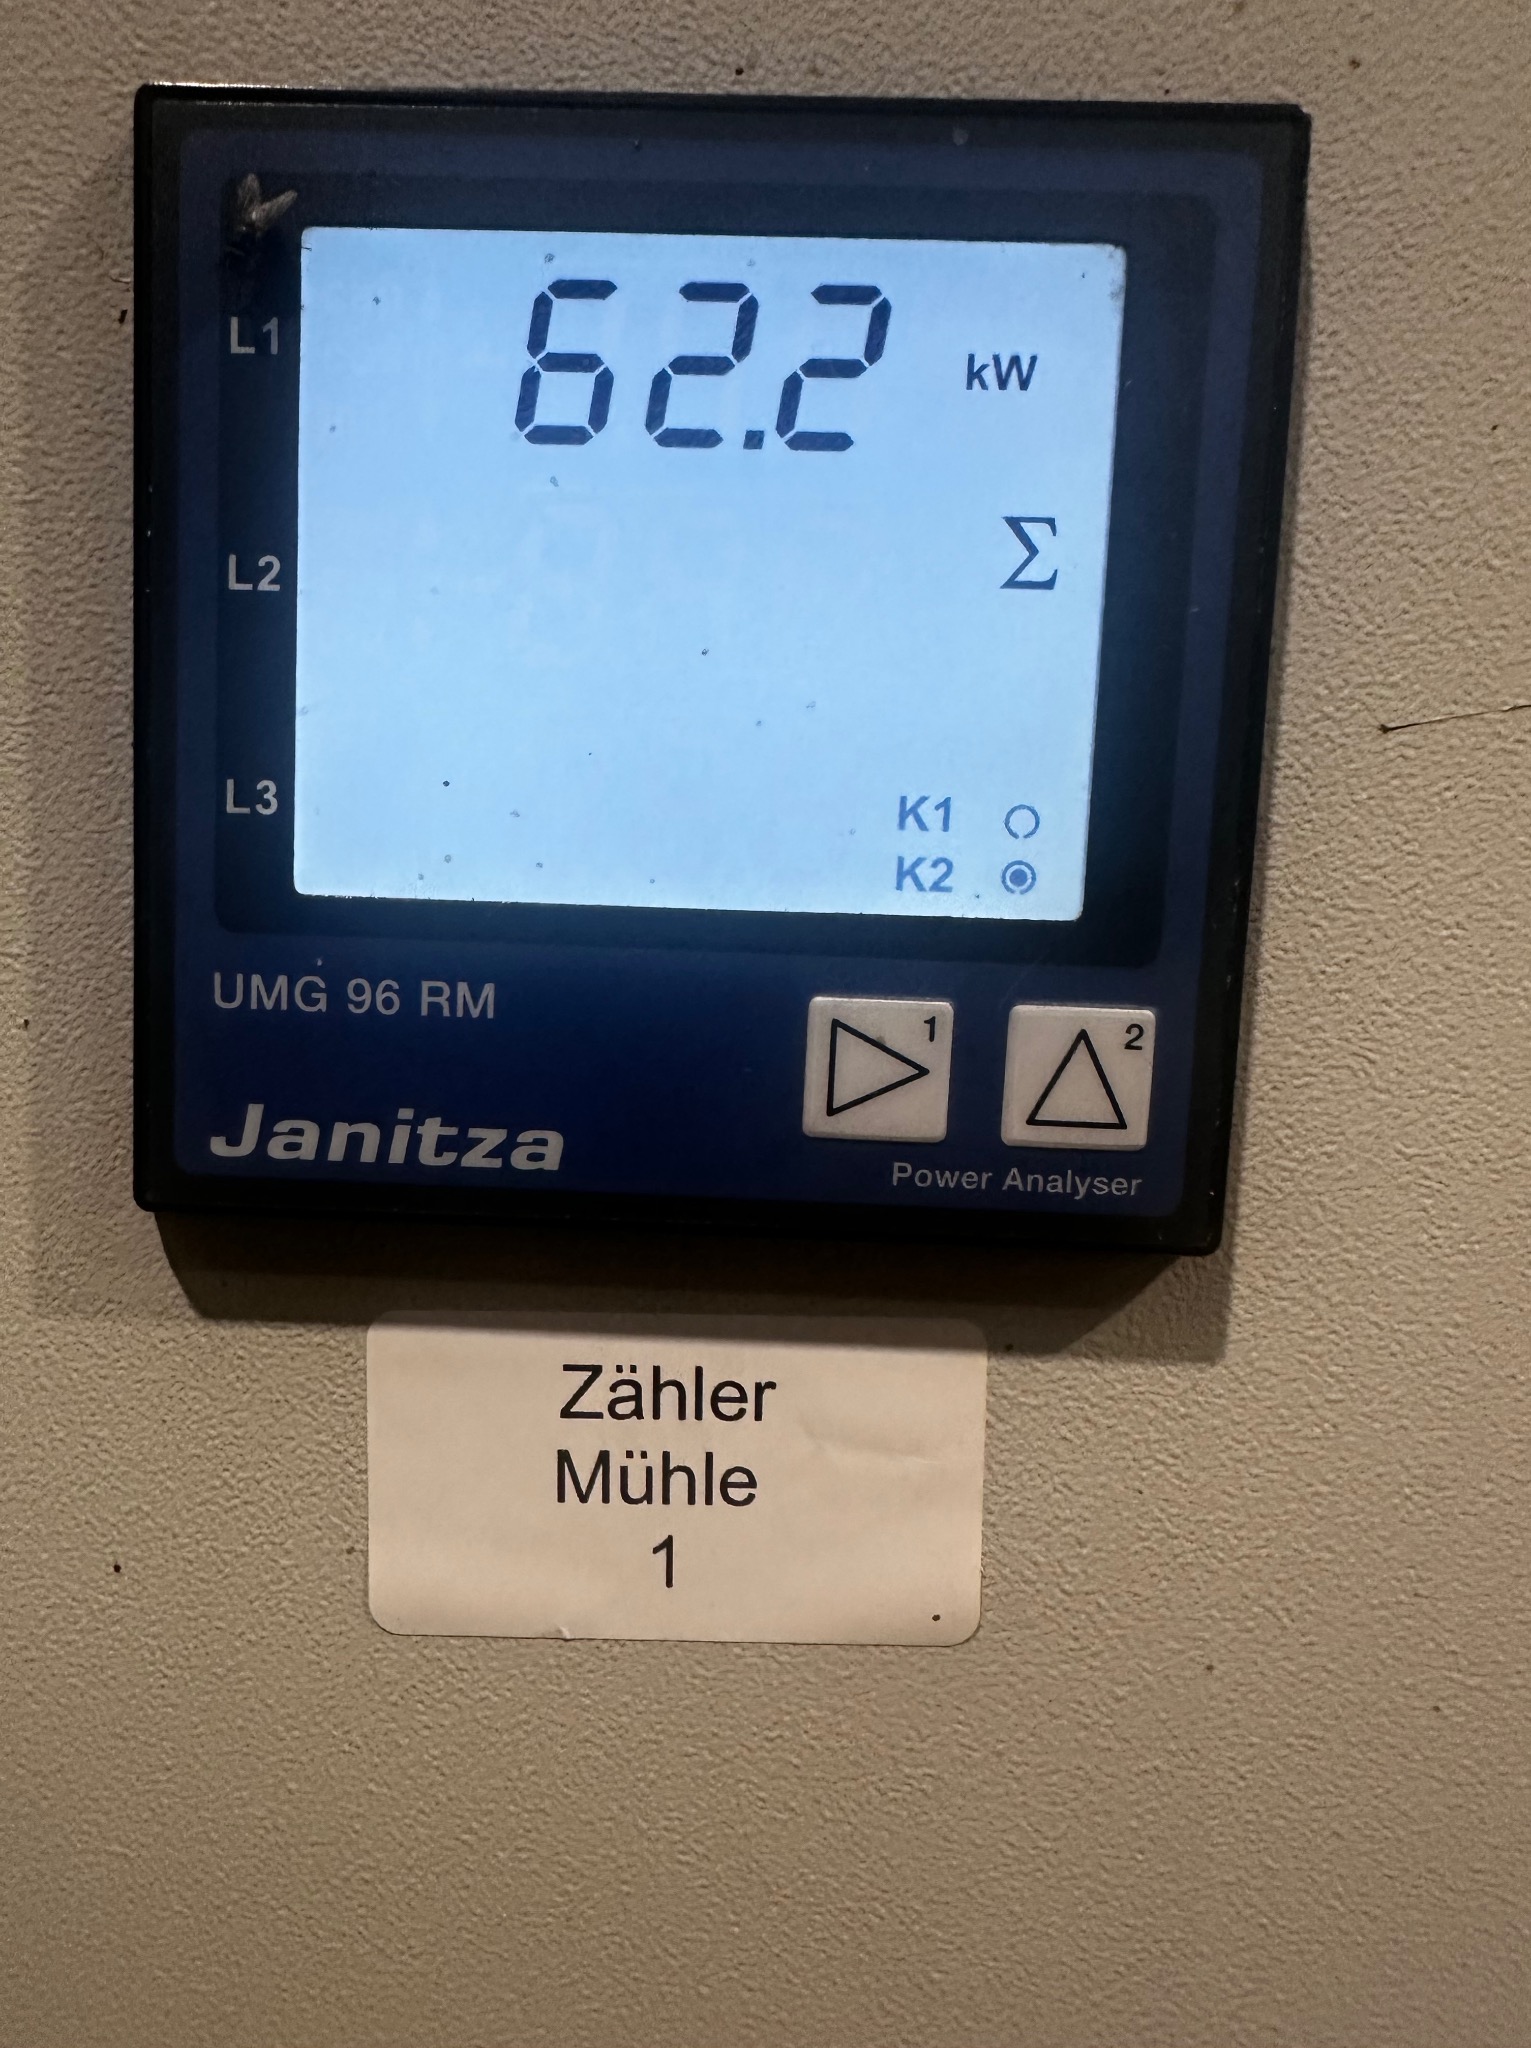 62.2 kW
L1
Σ
L2
L3
K1
K2
UMG 96 RM
1
2
Janitza
Power Analyser
Zähler
Mühle
1